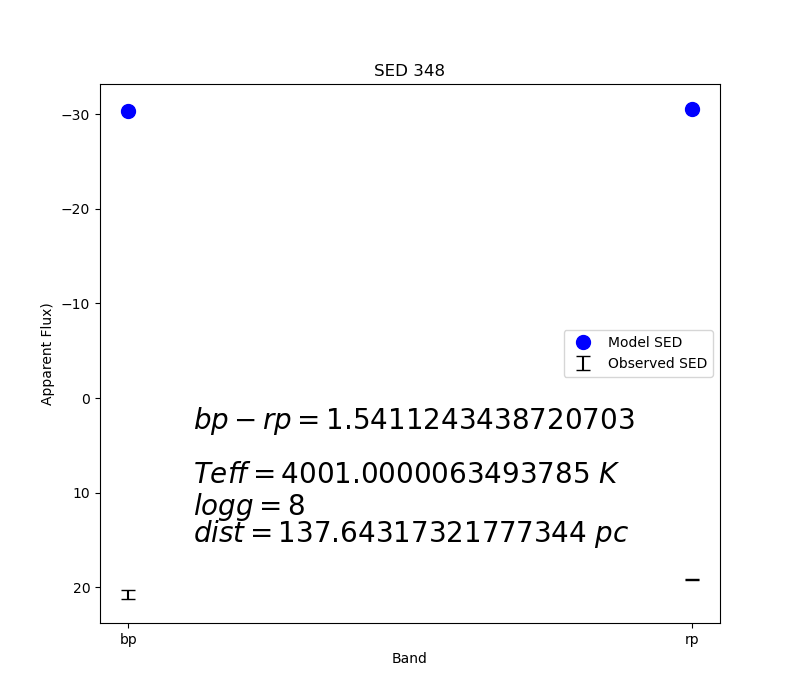 SED 348
Apparent Flux)
−30
−20
−10
0
10
20
Model SED
Observed SED
bp − rp = 1.5411243438720703
Teff = 4001.0000063493785 K
logg = 8
dist = 137.64317321777344 pc
bp
rp
Band